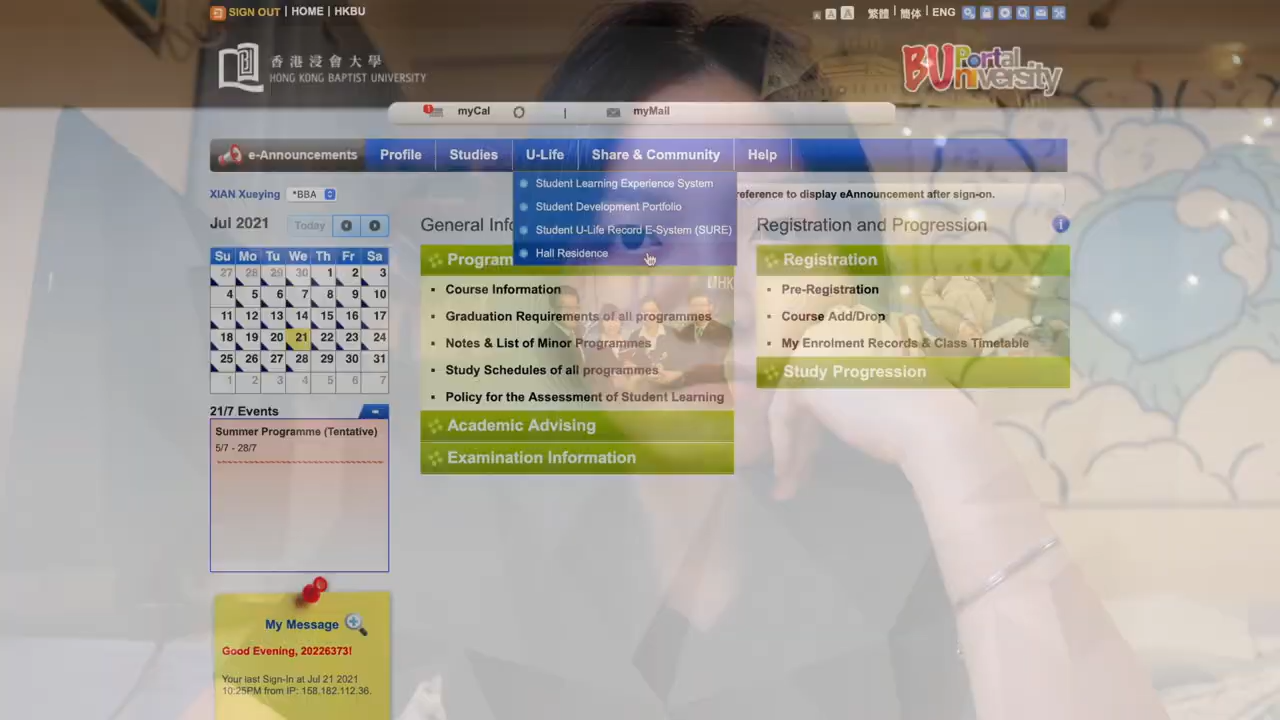 SIGN OUT | HOME | HKBU
A A A 繁體 | 简体 | ENG
香港浸會大學
HONG KONG BAPTIST UNIVERSITY
BU Portal University
1 myCal | myMail
e-Announcements Profile Studies U-Life Share & Community Help
XIAN Xueying *BBA
Student Learning Experience System
Student Development Portfolio
Student U-Life Record E-System (SURE)
Hall Residence
reference to display eAnnouncement after sign-on.
Jul 2021 Today
Su Mo Tu We Th Fr Sa
27 28 29 30 1 2 3
4 5 6 7 8 9 10
11 12 13 14 15 16 17
18 19 20 21 22 23 24
25 26 27 28 29 30 31
1 2 3 4 5 6 7
21/7 Events
Summer Programme (Tentative)
5/7 - 28/7
My Message
Good Evening, 20226373!
Your last Sign-In at Jul 21 2021
10:25PM from IP: 158.182.112.36.
General Info
Program
Course Information
Graduation Requirements of all programmes
Notes & List of Minor Programmes
Study Schedules of all programmes
Policy for the Assessment of Student Learning
Academic Advising
Examination Information
Registration and Progression
Registration
Pre-Registration
Course Add/Drop
My Enrolment Records & Class Timetable
Study Progression